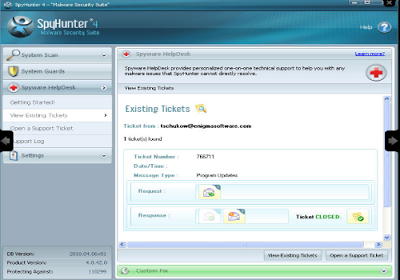 SpyHunter 4 - "Malware Security Suite"
SpyHunter™4
Malware Security Suite
Help
System Scan
System Guards
Spyware HelpDesk
Getting Started!
View Existing Tickets
Open a Support Ticket
Support Log
Settings
DB Version: 2010.04.06v01
Product Version: 4.0.42.0
Protecting Against: 110299
Spyware HelpDesk
Learn more?
Spyware HelpDesk provides personalized one-on-one technical support to help you with any
malware issues that SpyHunter cannot directly resolve.
View Existing Tickets
Existing Tickets
Ticket from : tschukow@enigmasoftware.com
1 ticket(s) found
Ticket Number : 766711
Date/Time :
Message Type : Program Updates
Request :
Response :
Ticket CLOSED.
View Existing Tickets
Open a Support Ticket
Custom Fix